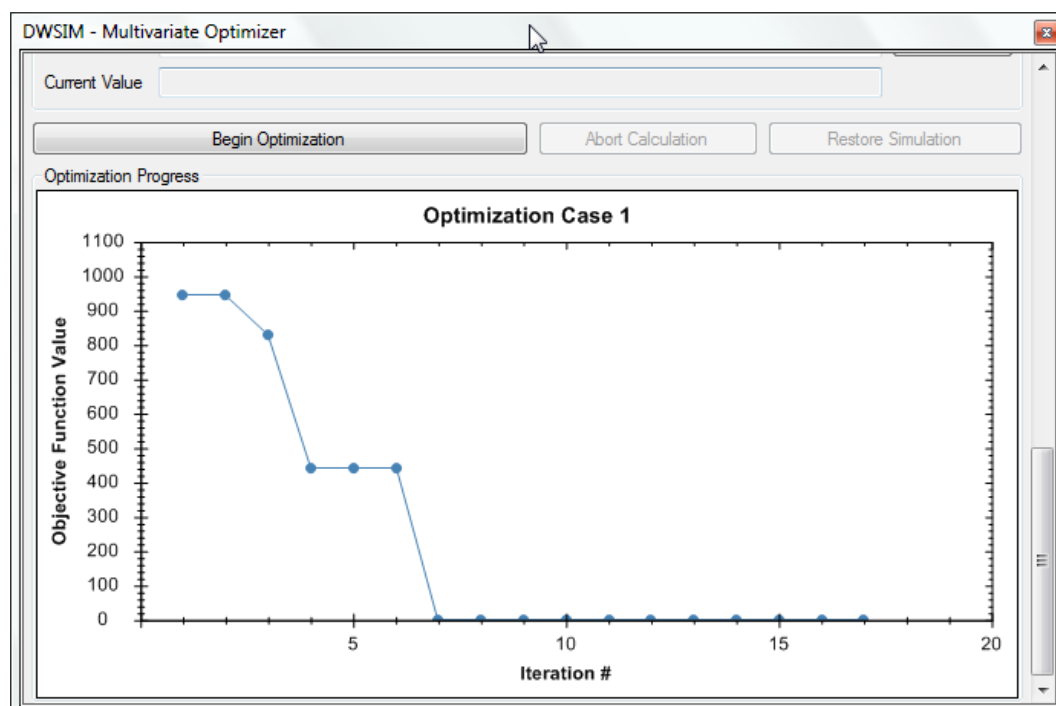 DWSIM - Multivariate Optimizer
Current Value
Begin Optimization Abort Calculation Restore Simulation
Optimization Progress
Optimization Case 1
1100
1000
900
800
700
600
500
400
300
200
100
0
Objective Function Value
5 10 15 20
Iteration #